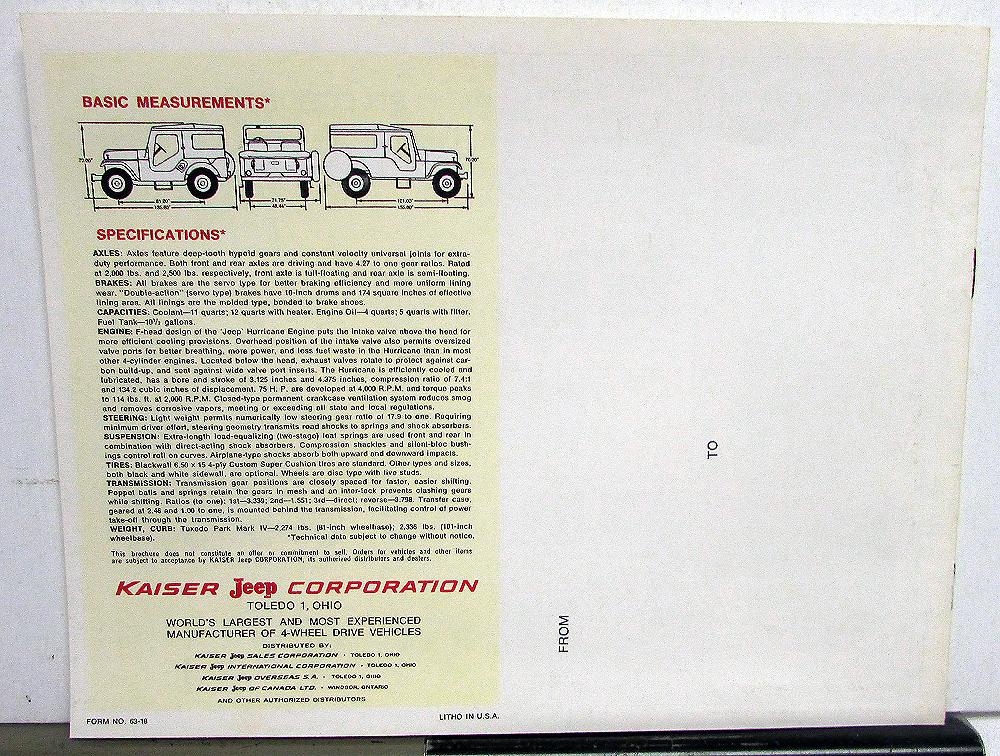 BASIC MEASUREMENTS*
81.00"
101.00"
SPECIFICATIONS*
AXLES: Axles feature deep-tooth hypoid gears and constant velocity universal joints for extra-
duty performance. Both front and rear axles are driving and have 4.27 to one gear ratios. Rated
at 2,000 lbs. and 2,500 lbs. respectively, front axle is full-floating and rear axle is semi-floating.
BRAKES: All brakes are the servo type for better braking efficiency and more uniform lining
wear. "Double-action" (servo type) brakes have 10-inch drums and 174 square inches of effective
lining area. All linings are the molded type, bonded to brake shoes.
CAPACITIES: Coolant—11 quarts; 12 quarts with heater. Engine Oil—4 quarts; 5 quarts with filter.
Fuel Tank—10½ gallons.
ENGINE: F-head design of the 'Jeep' Hurricane Engine puts the intake valve above the head for
more efficient cooling provisions. Overhead position of the intake valve also permits oversized
valve ports for better breathing, more power, and less fuel waste in the Hurricane than in most
other 4-cylinder engines. Located below the head, exhaust valves rotate to protect against car-
bon build-up, and seat against wide valve port inserts. The Hurricane is efficiently cooled and
lubricated, has a bore and stroke of 3.125 inches and 4.375 inches, compression ratio of 7.4:1
and 134.2 cubic inches of displacement. 75 H. P. are developed at 4,000 R.P.M. and torque peaks
to 114 lbs. ft. at 2,000 R.P.M. Closed-type permanent crankcase ventilation system reduces smog
and removes corrosive vapors, meeting or exceeding all state and local regulations.
STEERING: Light weight permits numerically low steering gear ratio of 17.9 to one. Requiring
minimum driver effort, steering geometry transmits road shocks to springs and shock absorbers.
SUSPENSION: Extra-length load-equalizing (two-stage) leaf springs are used front and rear in
combination with direct-acting shock absorbers. Compression shackles and silent-bloc bush-
ings control roll on curves. Airplane-type shocks absorb both upward and downward impacts.
TIRES: Blackwall 6.50 x 15 4-ply Custom Super Cushion tires are standard. Other types and sizes,
both black and white sidewall, are optional. Wheels are disc type with five studs.
TRANSMISSION: Transmission gear positions are closely spaced for faster, easier shifting.
Poppet balls and springs retain the gears in mesh and an inter-lock prevents clashing gears
while shifting. Ratios (to one): 1st—3.339; 2nd—1.551; 3rd—direct; reverse—3.798. Transfer case,
geared at 2.46 and 1.00 to one, is mounted behind the transmission, facilitating control of power
take-off through the transmission.
WEIGHT, CURB: Tuxedo Park Mark IV—2,274 lbs. (81-inch wheelbase); 2,336 lbs. (101-inch
wheelbase). *Technical data subject to change without notice.
This brochure does not constitute an offer or commitment to sell. Orders for vehicles and other items
are subject to acceptance by KAISER Jeep CORPORATION, its authorized distributors and dealers.
KAISER Jeep CORPORATION
TOLEDO 1, OHIO
WORLD'S LARGEST AND MOST EXPERIENCED
MANUFACTURER OF 4-WHEEL DRIVE VEHICLES
DISTRIBUTED BY:
KAISER Jeep SALES CORPORATION · TOLEDO 1, OHIO
KAISER Jeep INTERNATIONAL CORPORATION · TOLEDO 1, OHIO
KAISER Jeep OVERSEAS S.A. · TOLEDO 1, OHIO
KAISER Jeep OF CANADA LTD. · WINDSOR, ONTARIO
AND OTHER AUTHORIZED DISTRIBUTORS
FORM NO. 63-18
LITHO IN U.S.A.
FROM
TO